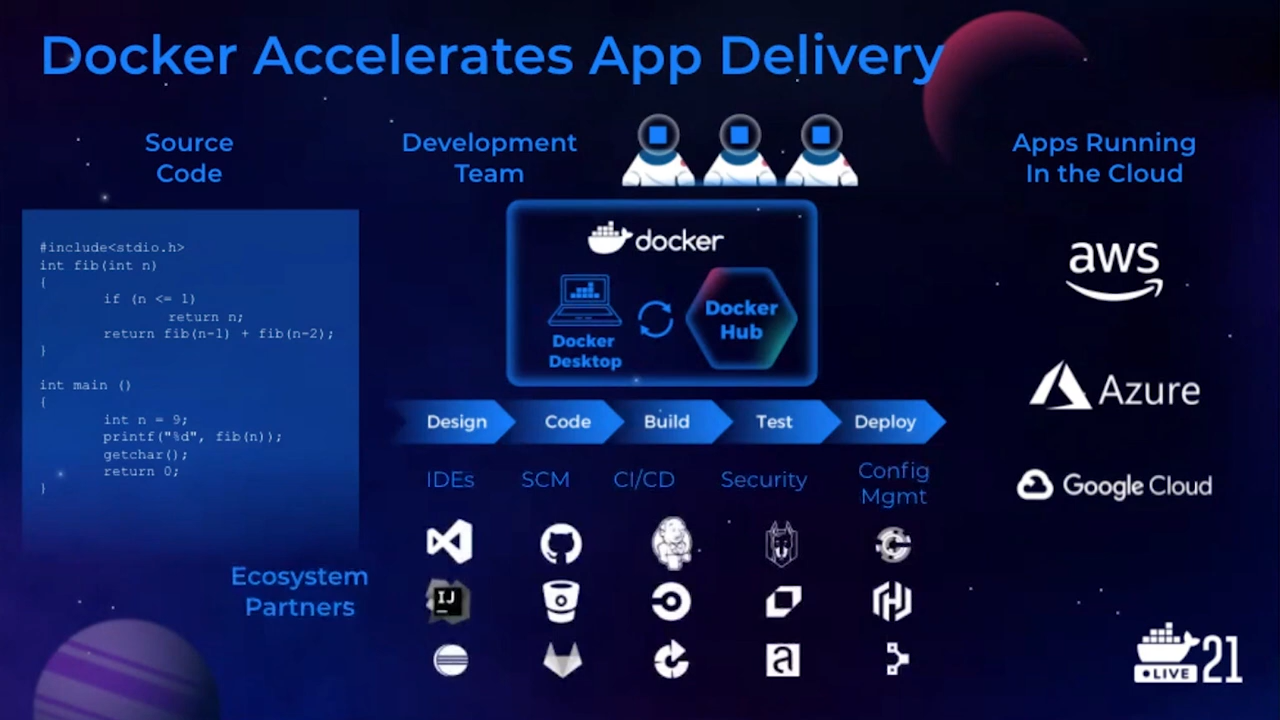 Docker Accelerates App Delivery
Source
Code
Development
Team
Apps Running
In the Cloud
#include<stdio.h>
int fib(int n)
{
if (n <= 1)
return n;
return fib(n-1) + fib(n-2);
}
int main ()
{
int n = 9;
printf("%d", fib(n));
getchar();
return 0;
}
docker
Docker
Desktop
Docker
Hub
Design
Code
Build
Test
Deploy
IDEs
SCM
CI/CD
Security
Config
Mgmt
IJ
a
Ecosystem
Partners
aws
Azure
Google Cloud
LIVE
21